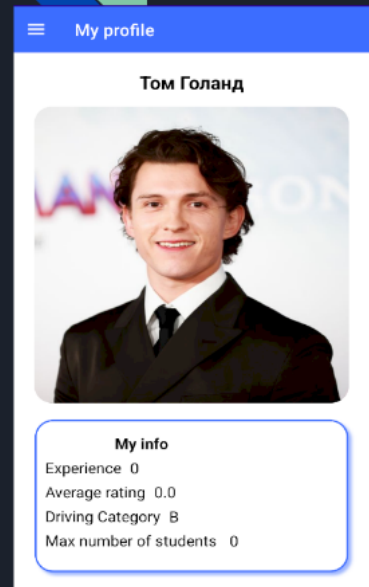 My profile
Том Голанд
My info
Experience 0
Average rating 0.0
Driving Category B
Max number of students 0